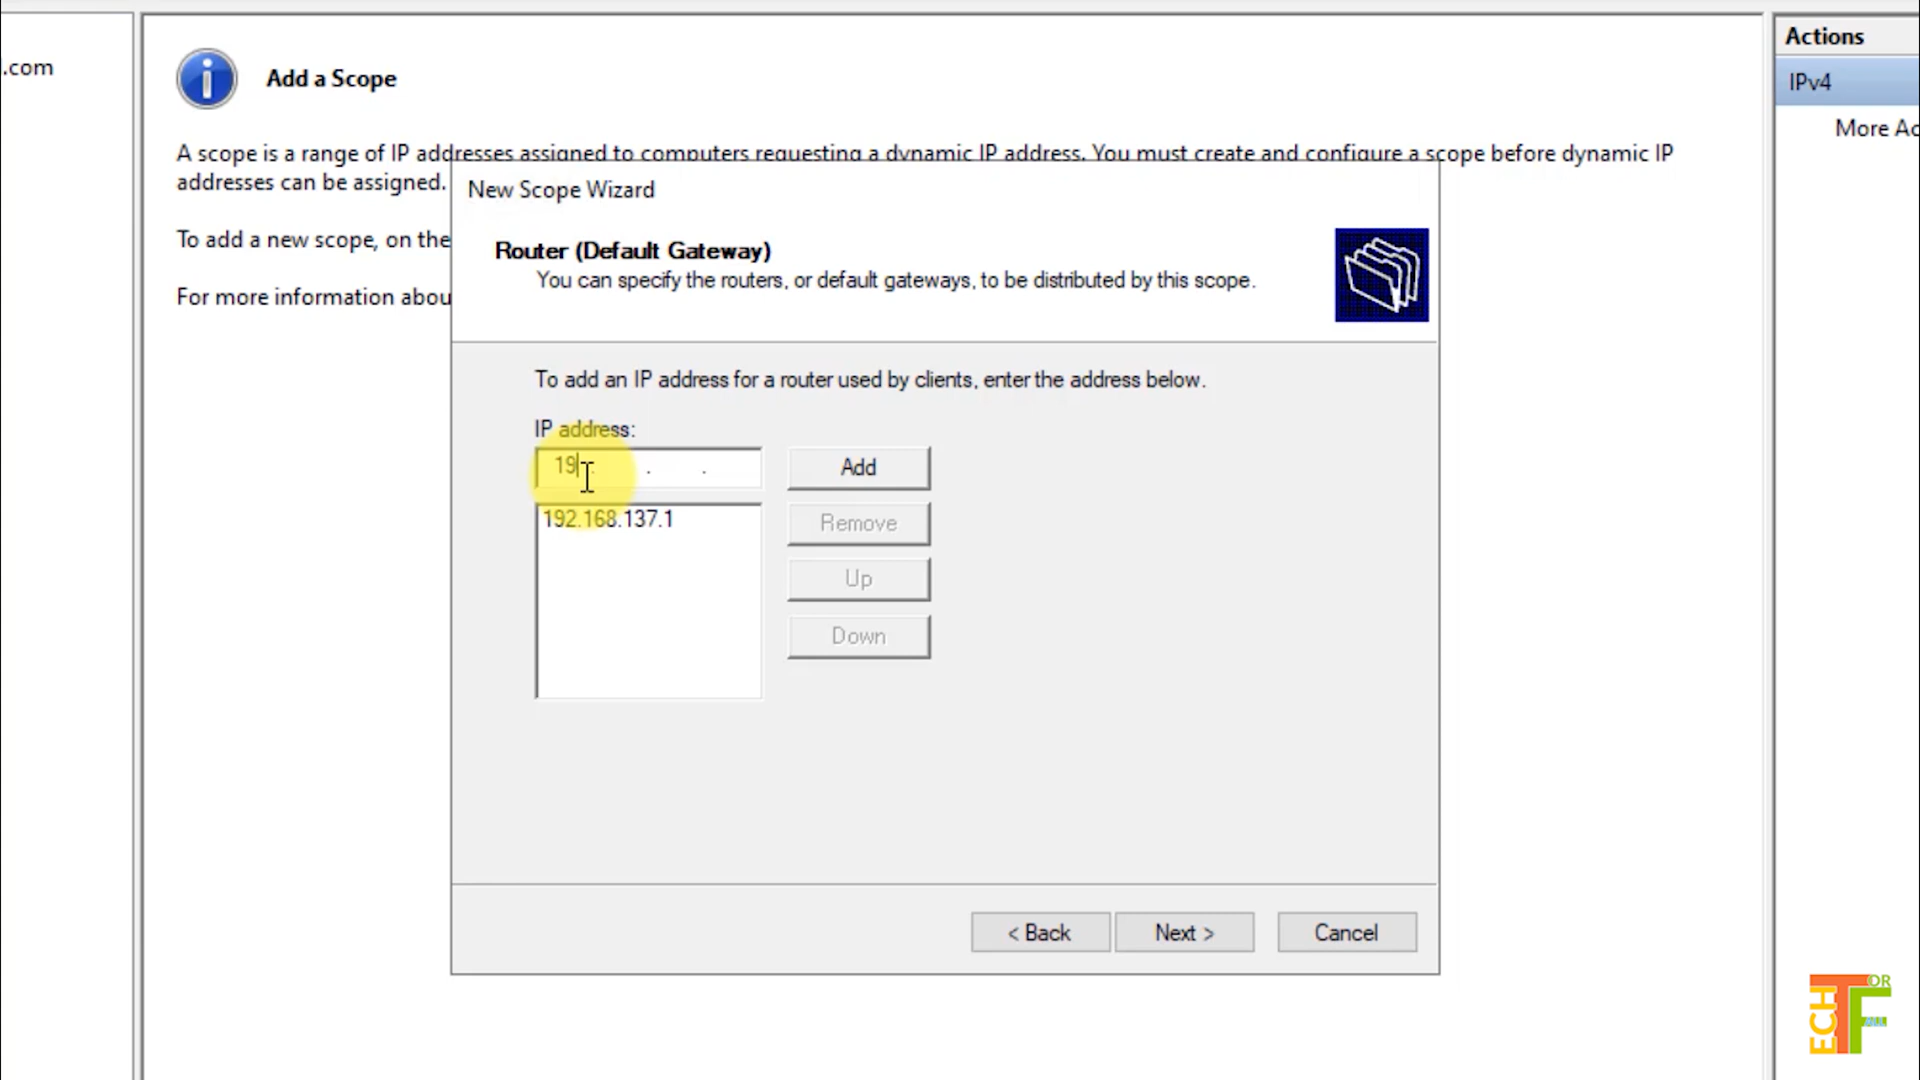 .com
Add a Scope
A scope is a range of IP addresses assigned to computers requesting a dynamic IP address. You must create and configure a scope before dynamic IP
addresses can be assigned.
To add a new scope, on the
For more information abou
New Scope Wizard
Router (Default Gateway)
You can specify the routers, or default gateways, to be distributed by this scope.
To add an IP address for a router used by clients, enter the address below.
IP address:
19 . . .
Add
192.168.137.1
Remove
Up
Down
< Back
Next >
Cancel
Actions
IPv4
More Ac
ECH T F OR